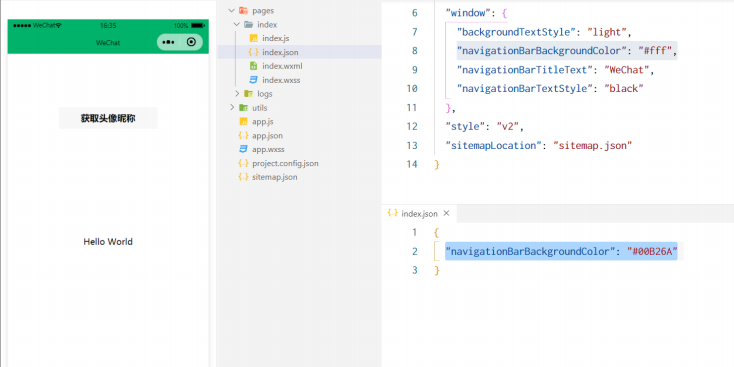 WeChat
16:35
100%
WeChat
获取头像昵称
Hello World
pages
index
index.js
index.json
index.wxml
index.wxss
logs
utils
app.js
app.json
app.wxss
project.config.json
sitemap.json
6 "window": {
7 "backgroundTextStyle": "light",
8 "navigationBarBackgroundColor": "#fff",
9 "navigationBarTitleText": "WeChat",
10 "navigationBarTextStyle": "black"
11 },
12 "style": "v2",
13 "sitemapLocation": "sitemap.json"
14 }
index.json
1 {
2 "navigationBarBackgroundColor": "#00B26A"
3 }